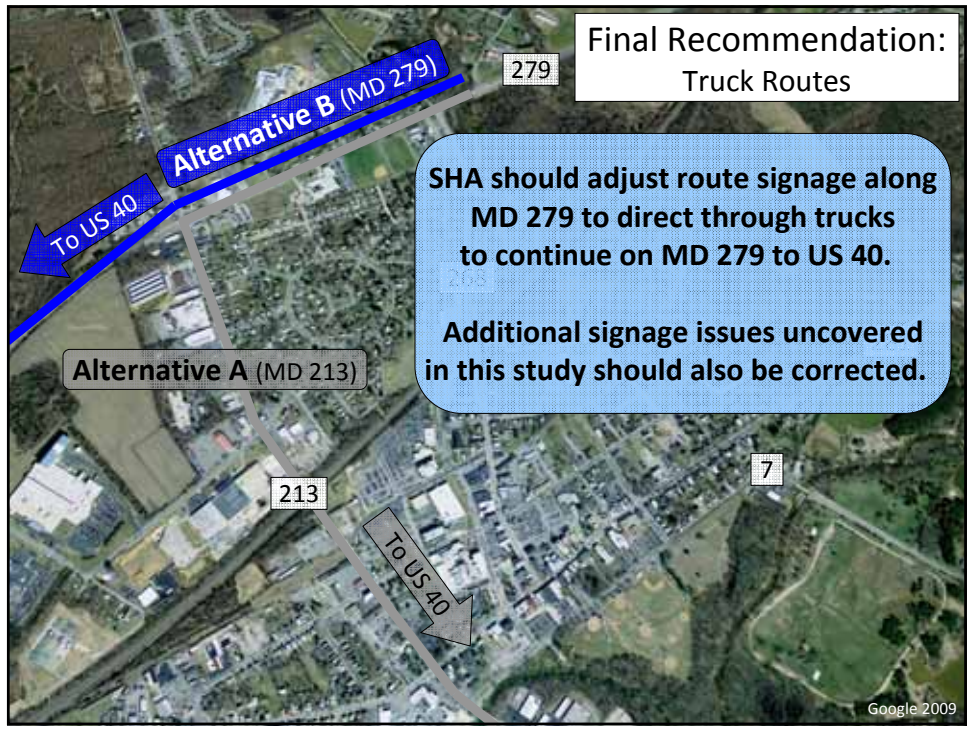 Final Recommendation:
Truck Routes
279
Alternative B (MD 279)
To US 40
SHA should adjust route signage along
MD 279 to direct through trucks
to continue on MD 279 to US 40.
268
Additional signage issues uncovered
in this study should also be corrected.
Alternative A (MD 213)
7
213
To US 40
Google 2009